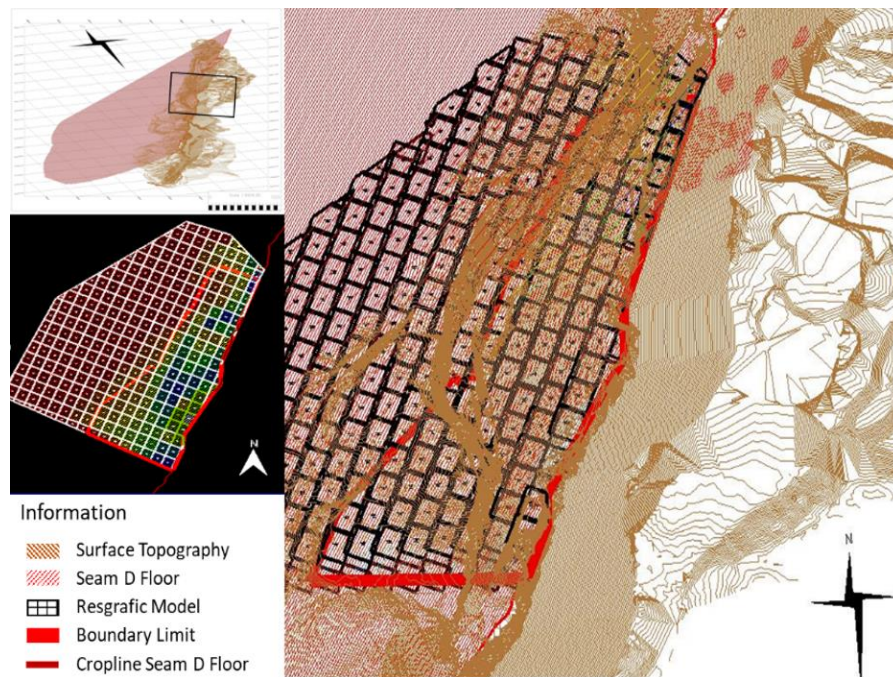 N
Information
Surface Topography
Seam D Floor
Resgrafic Model
Boundary Limit
Cropline Seam D Floor
N